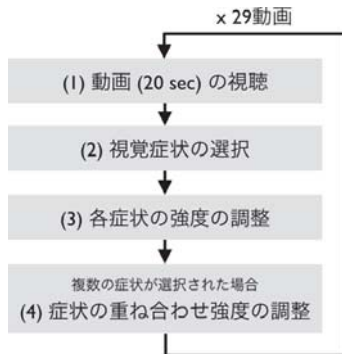 x 29動画
(1) 動画 (20 sec) の視聴
(2) 視覚症状の選択
(3) 各症状の強度の調整
複数の症状が選択された場合
(4) 症状の重ね合わせ強度の調整